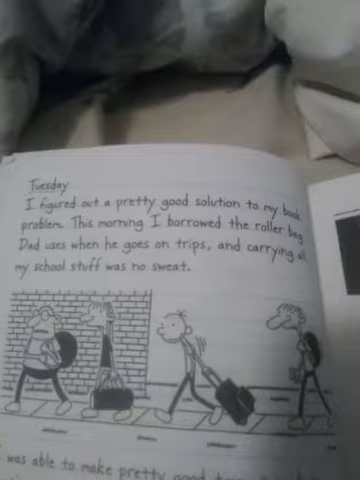 Tuesday
I figured out a pretty good solution to my book
problem. This morning I borrowed the roller bag
Dad uses when he goes on trips, and carrying all
my school stuff was no sweat.
was able to make pretty good